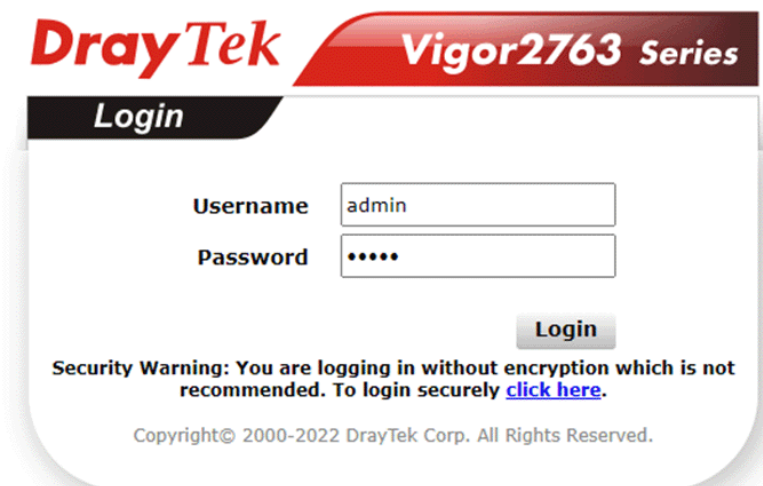 DrayTek Vigor2763 Series
Login
Username admin
Password •••••
Login
Security Warning: You are logging in without encryption which is not
recommended. To login securely click here.
Copyright© 2000-2022 DrayTek Corp. All Rights Reserved.